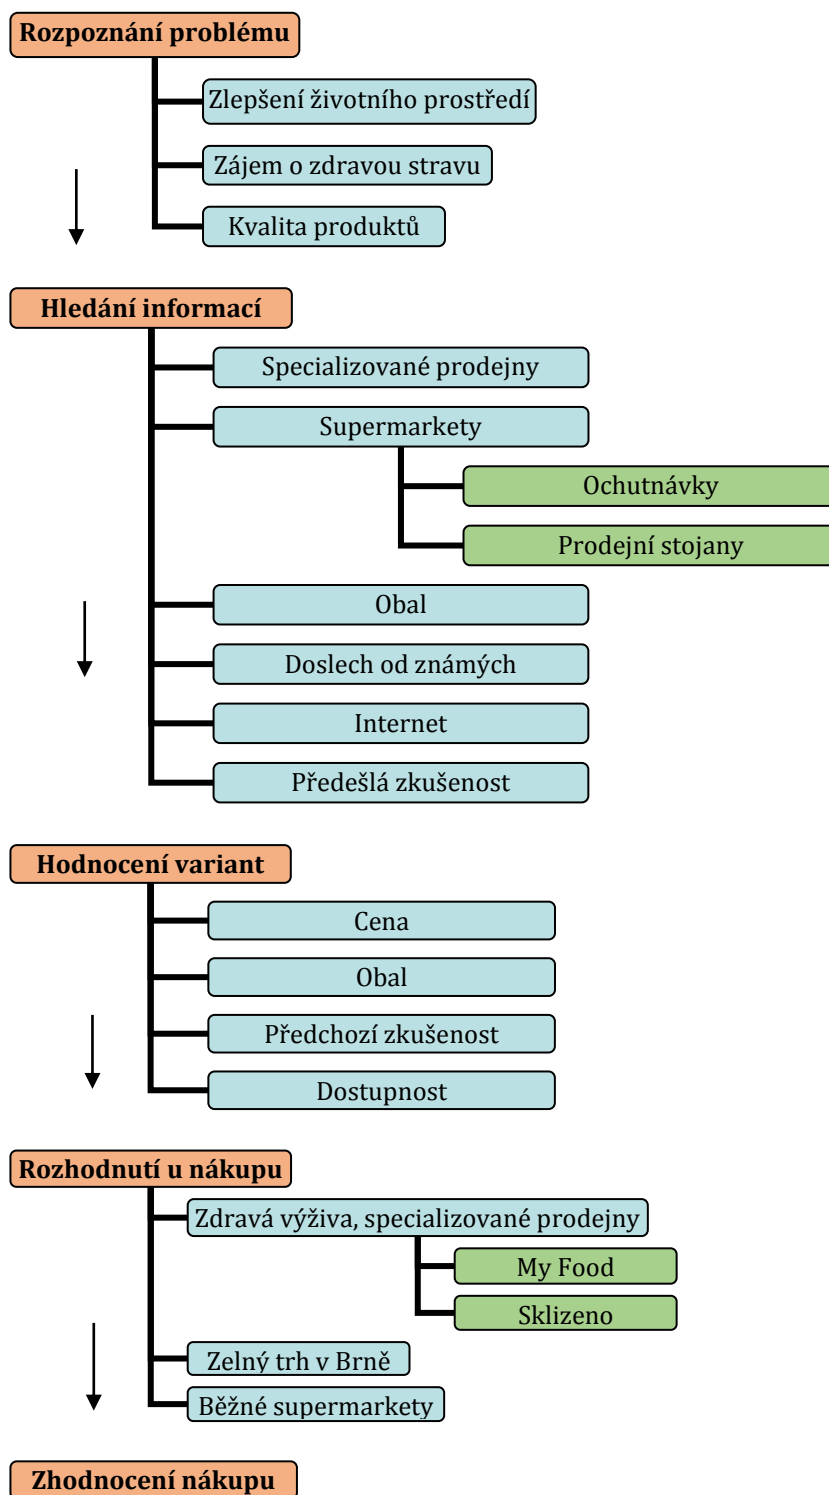 Rozpoznání problému
Zlepšení životního prostředí
Zájem o zdravou stravu
Kvalita produktů
Hledání informací
Specializované prodejny
Supermarkety
Ochutnávky
Prodejní stojany
Obal
Doslech od známých
Internet
Předešlá zkušenost
Hodnocení variant
Cena
Obal
Předchozí zkušenost
Dostupnost
Rozhodnutí u nákupu
Zdravá výživa, specializované prodejny
My Food
Sklizeno
Zelný trh v Brně
Běžné supermarkety
Zhodnocení nákupu